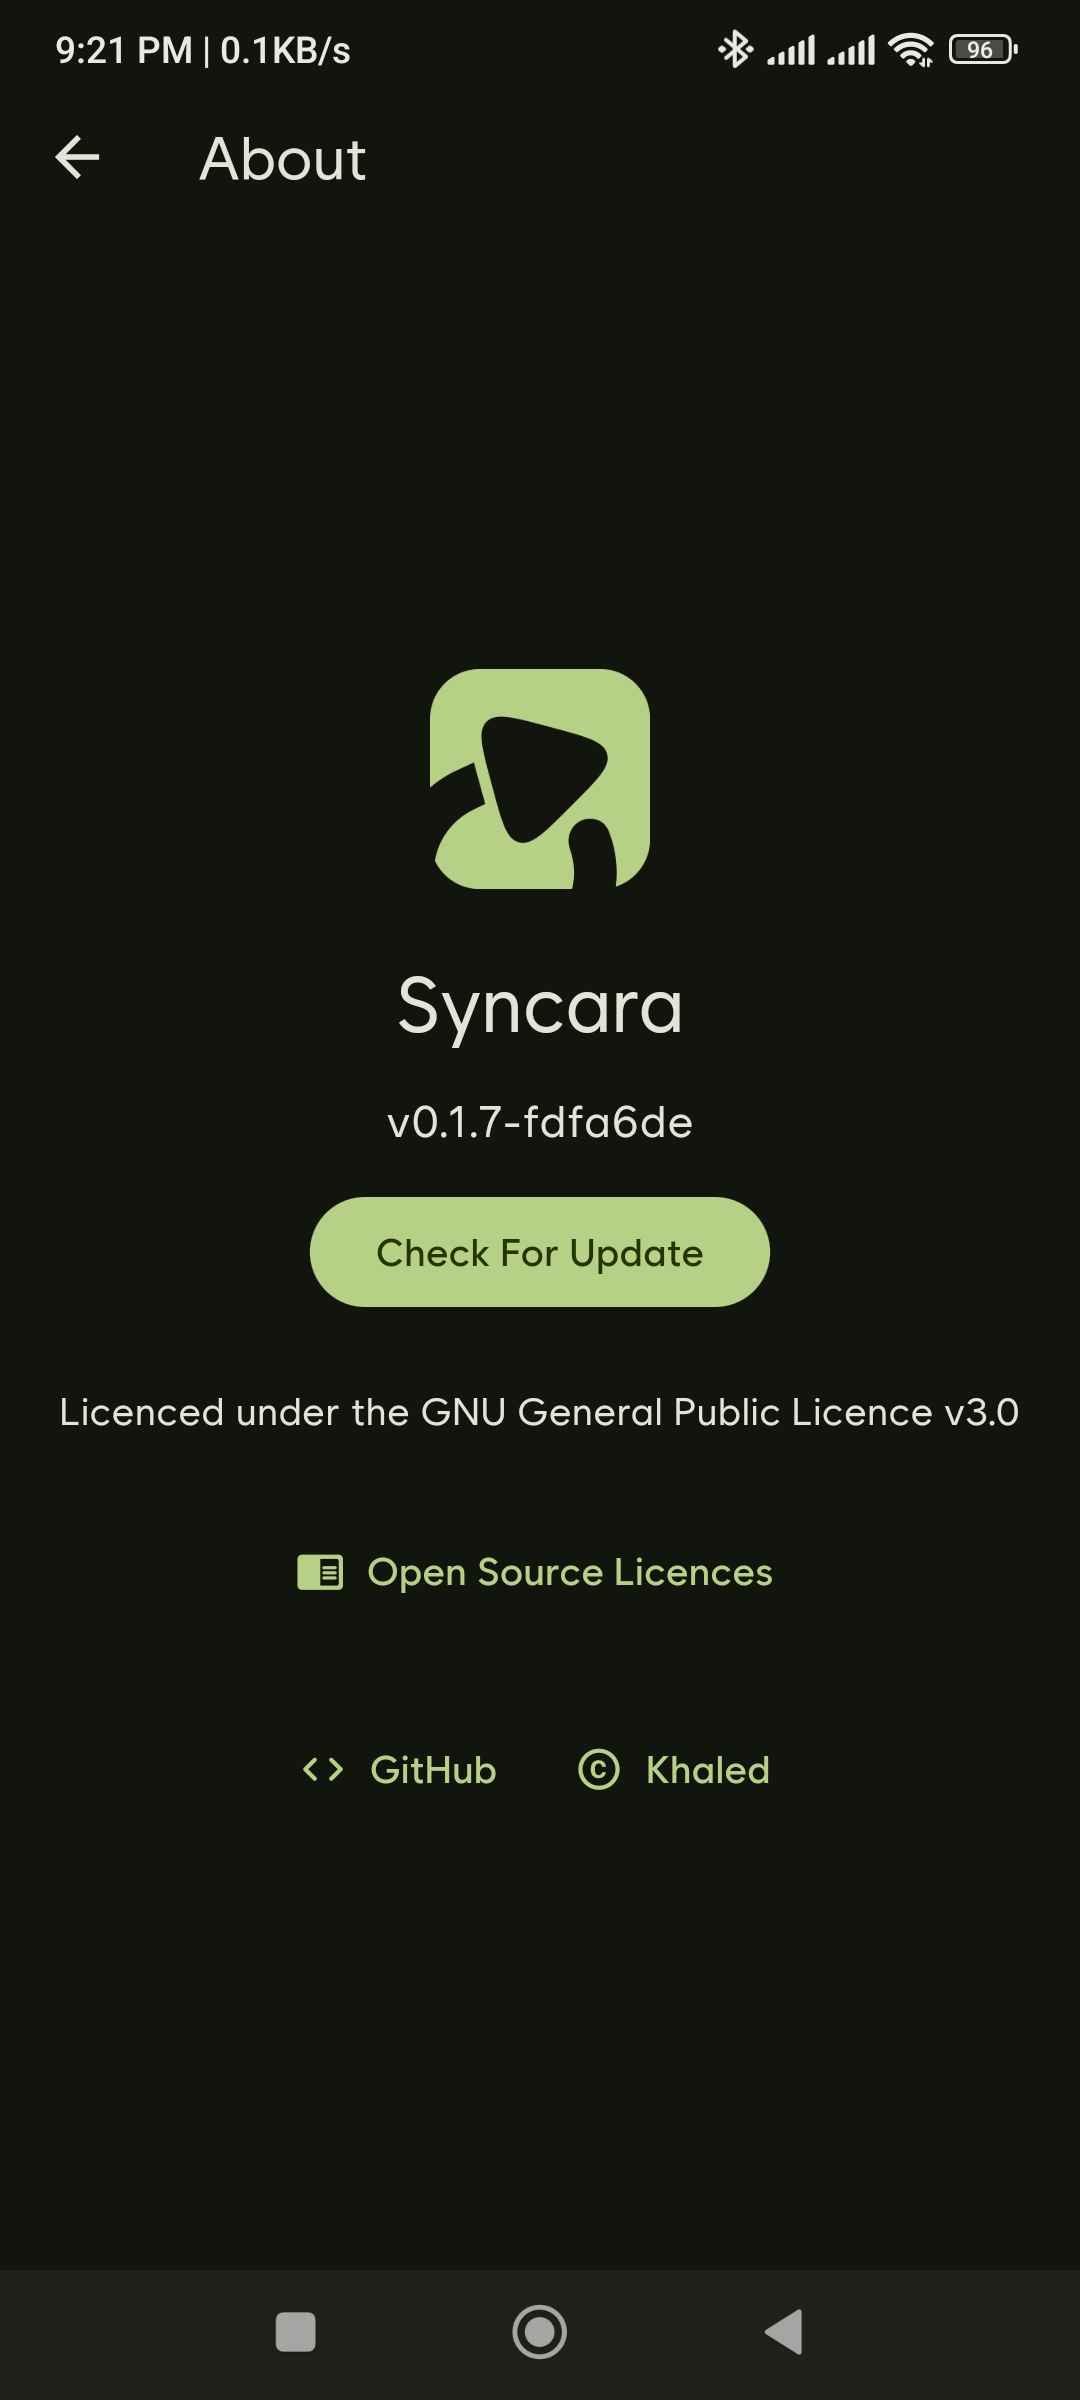 9:21 PM | 0.1KB/s 96
About
Syncara
v0.1.7-fdfa6de
Check For Update
Licenced under the GNU General Public Licence v3.0
Open Source Licences
GitHub © Khaled